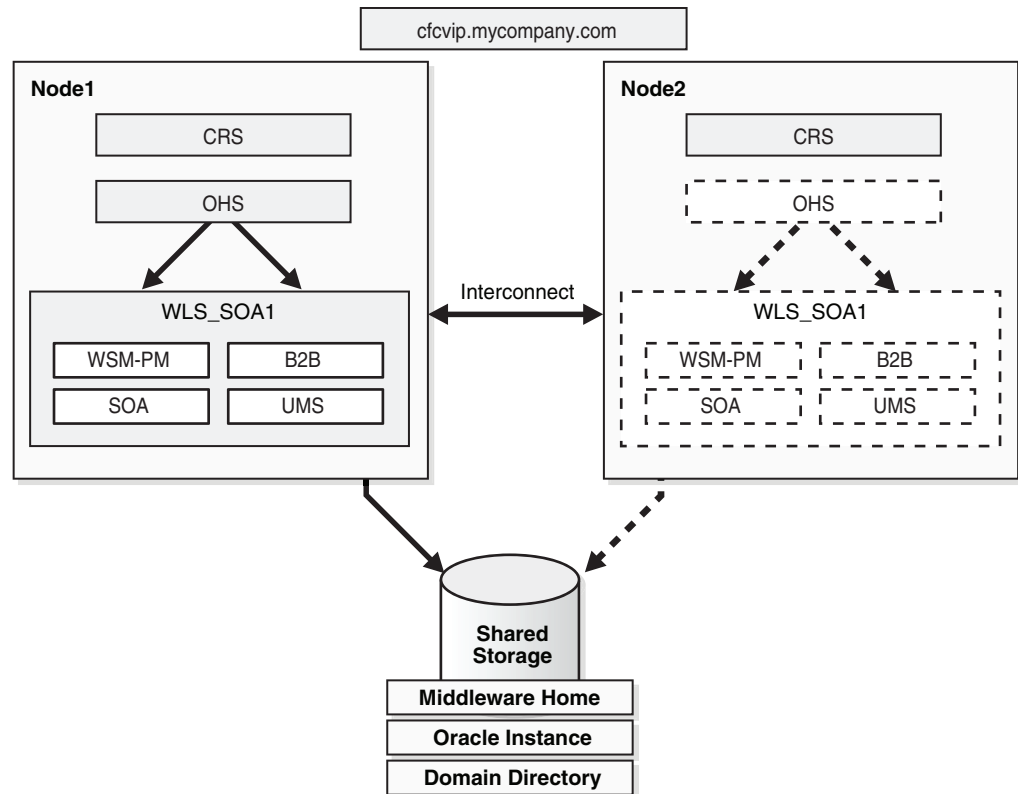 cfcvip.mycompany.com
Node1
CRS
OHS
WLS_SOA1
WSM-PM
B2B
SOA
UMS
Interconnect
Node2
CRS
OHS
WLS_SOA1
WSM-PM
B2B
SOA
UMS
Shared
Storage
Middleware Home
Oracle Instance
Domain Directory